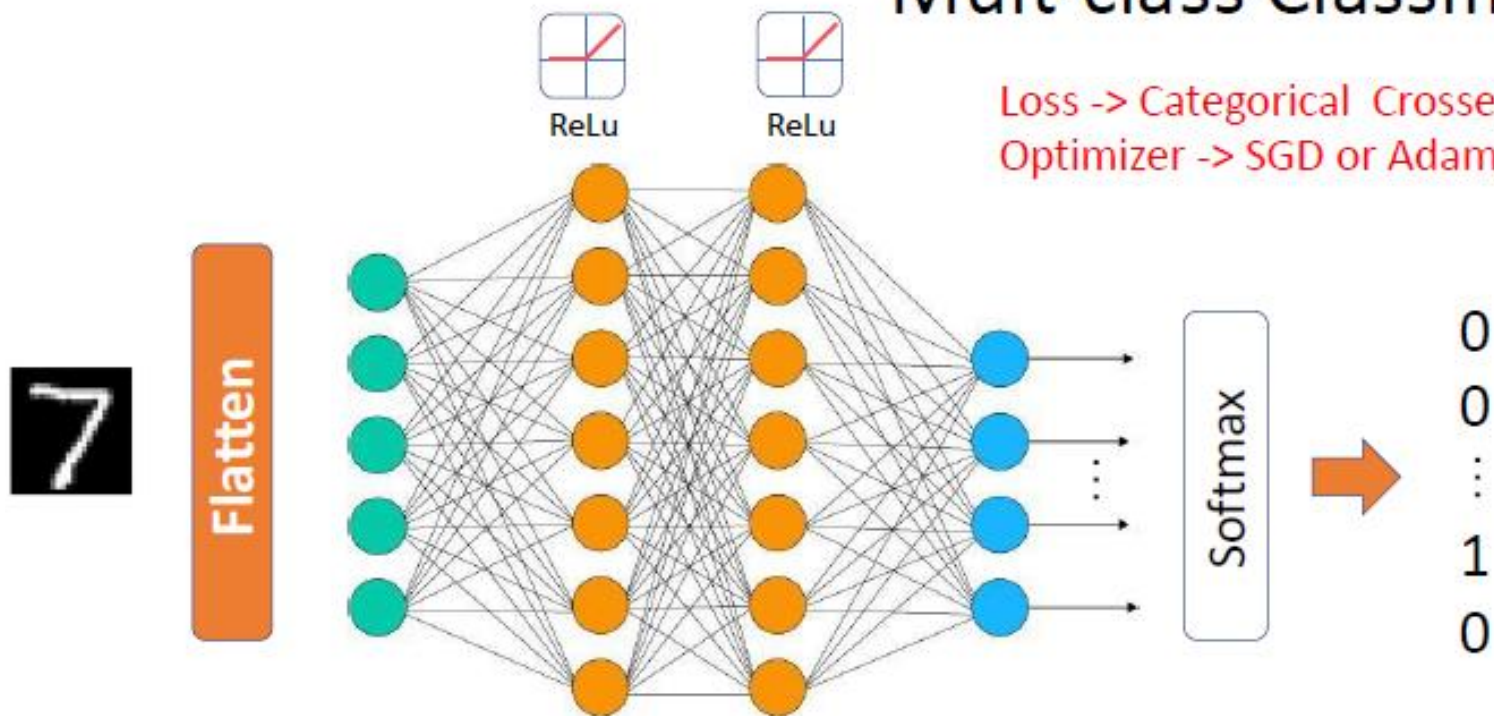 ReLu
ReLu
Loss -> Categorical Crosse
Optimizer -> SGD or Adam
7
Flatten
Softmax
0
0
⋮
1
0